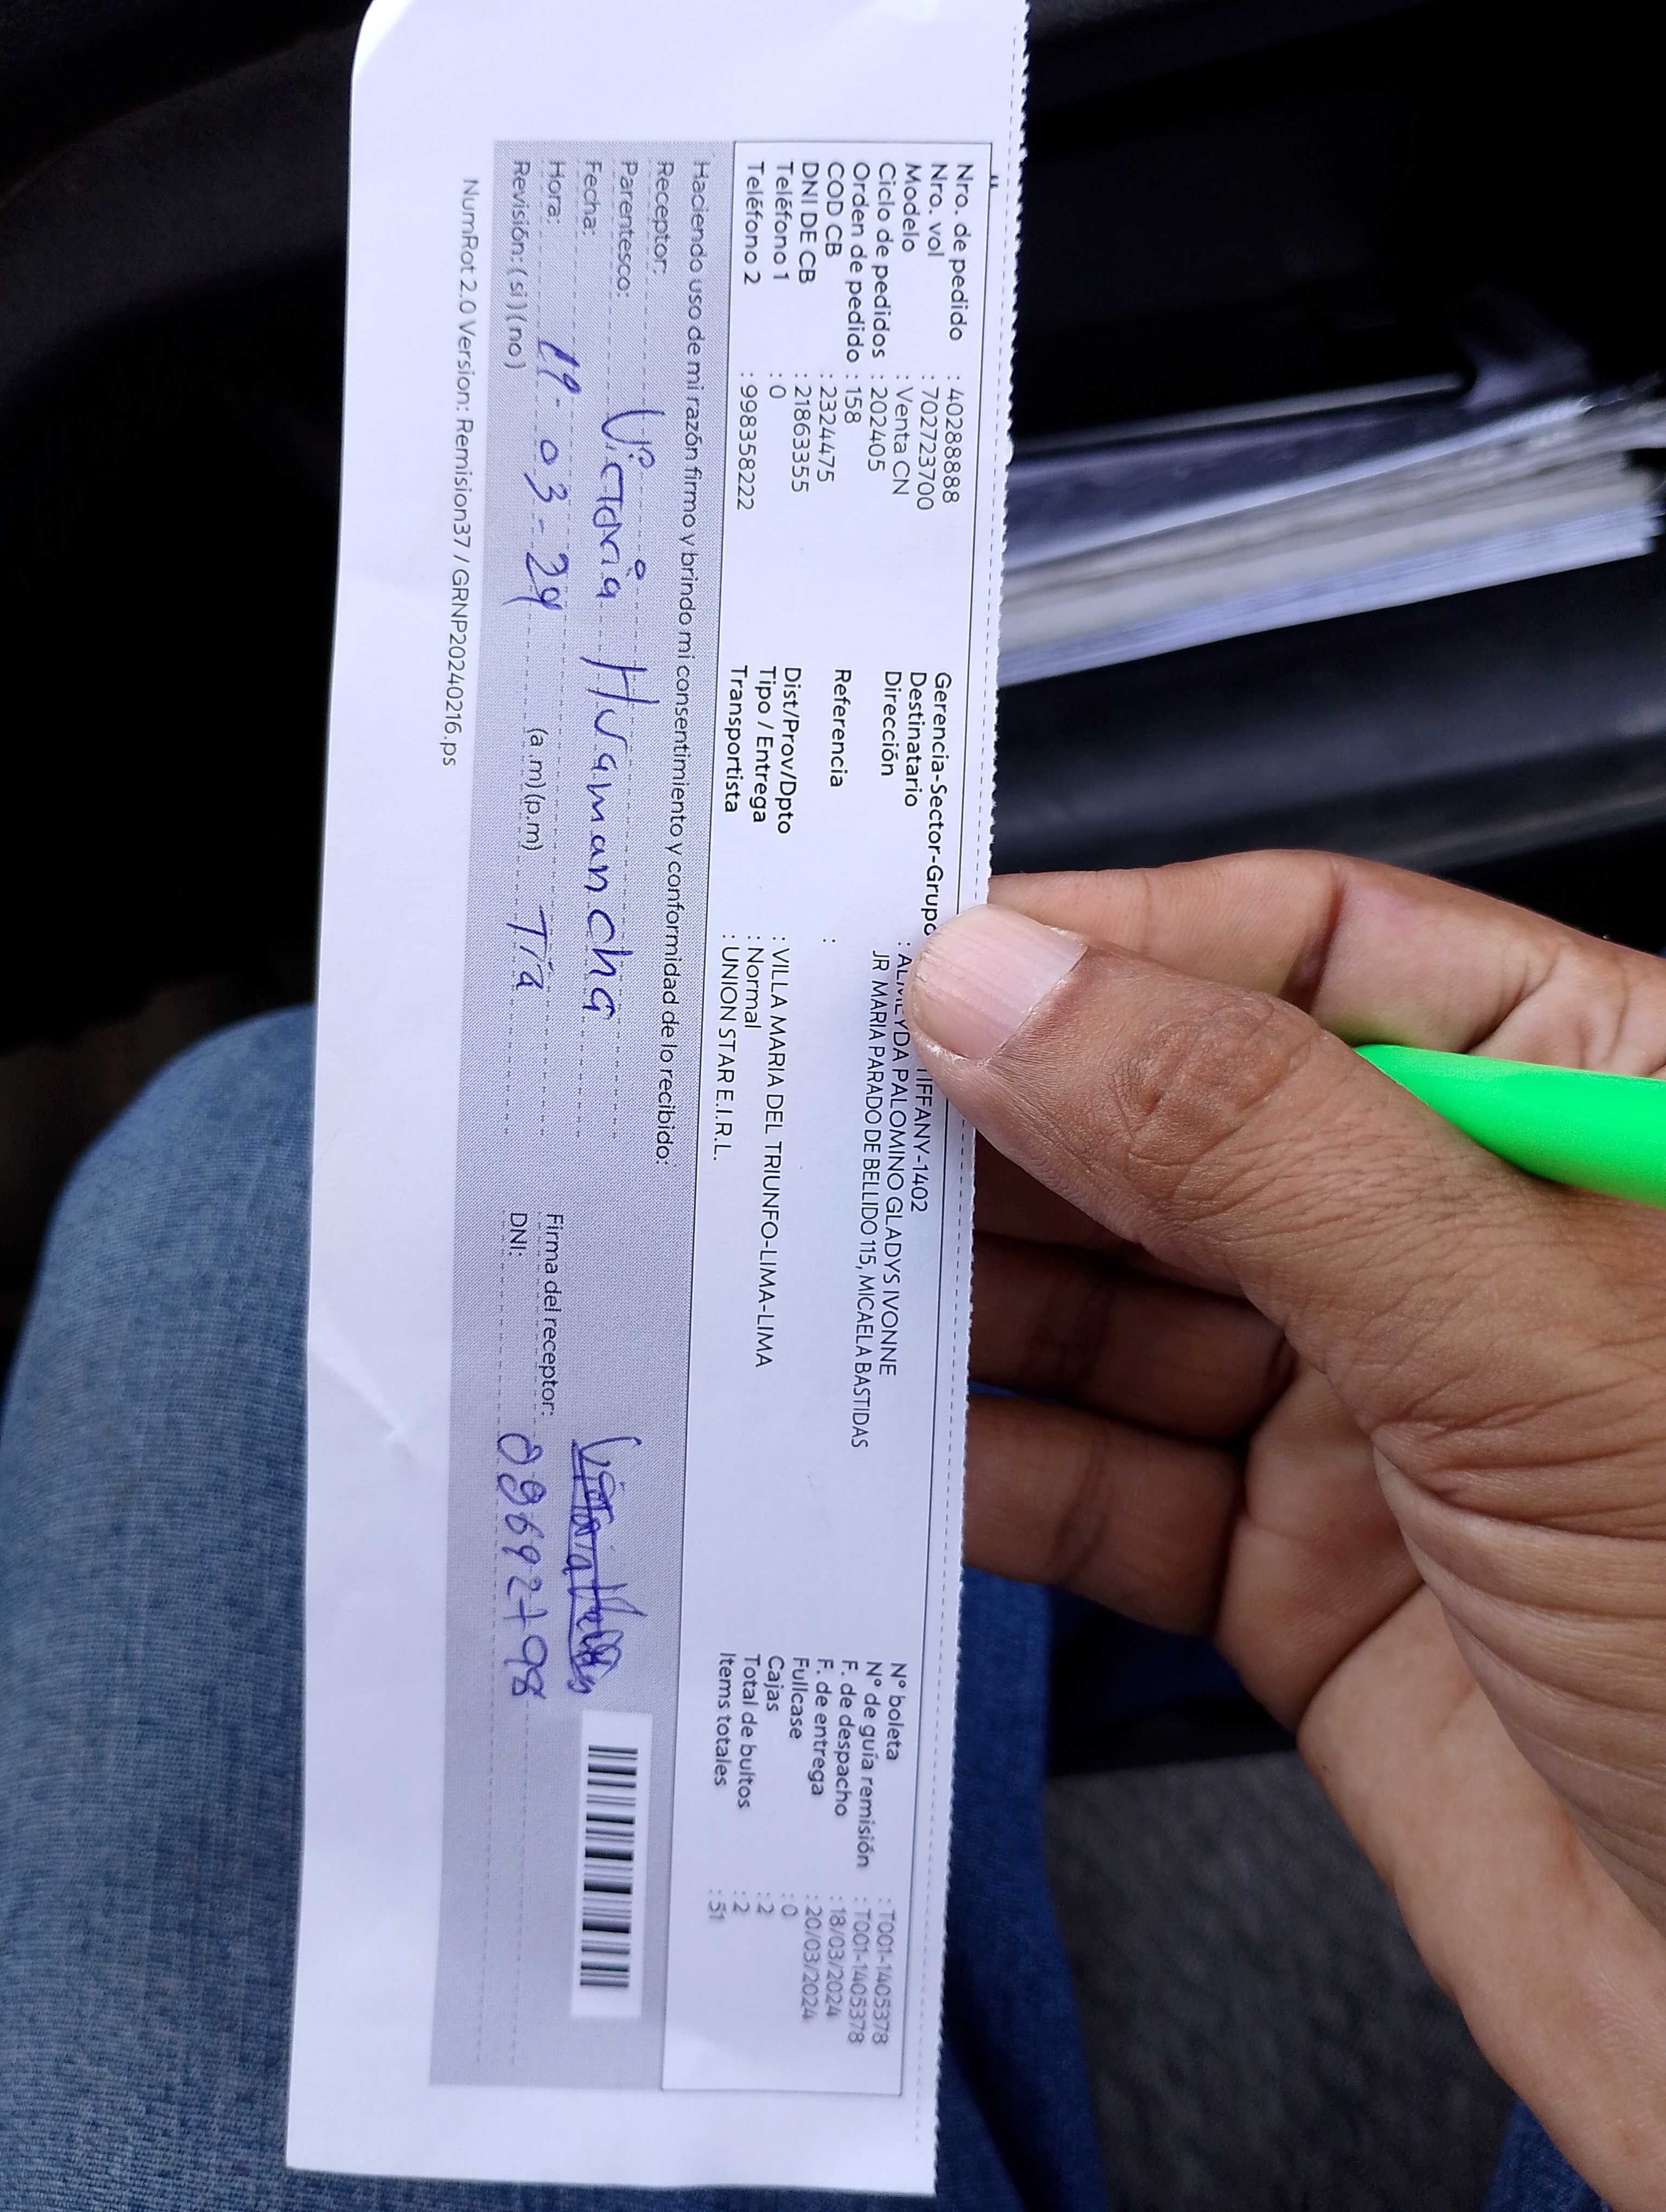 Nro. de pedido : 40288888
Nro. vol : 702723700
Modelo : Venta CN
Ciclo de pedidos : 202405
Orden de pedido : 158
COD CB : 2324475
DNI DE CB : 21863355
Teléfono 1 : 0
Teléfono 2 : 998358222
Gerencia-Sector-Grupo TIFFANY-1402
Destinatario : ALMEYDA PALOMINO GLADYS IVONNE
Dirección JR MARIA PARADO DE BELLIDO 115, MICAELA BASTIDAS
Referencia :
Dist/Prov/Dpto : VILLA MARIA DEL TRIUNFO-LIMA-LIMA
Tipo / Entrega : Normal
Transportista : UNION STAR E.I.R.L.
N° boleta : T001-1405378
N° de guía remisión : T001-1405378
F. de despacho : 18/03/2024
F. de entrega : 20/03/2024
Fullcase : 0
Cajas : 2
Total de bultos : 2
Items totales : 51
Haciendo uso de mi razón firmo y brindo mi consentimiento y conformidad de lo recibido:
Receptor: Victoria Huamancha
Parentesco:
Fecha: 19-03-24
Hora: (a.m) (p.m) Tía
Revisión: ( si ) ( no )
Firma del receptor:
DNI:
NumRot 2.0 Version: Remision37 / GRNP20240216.ps